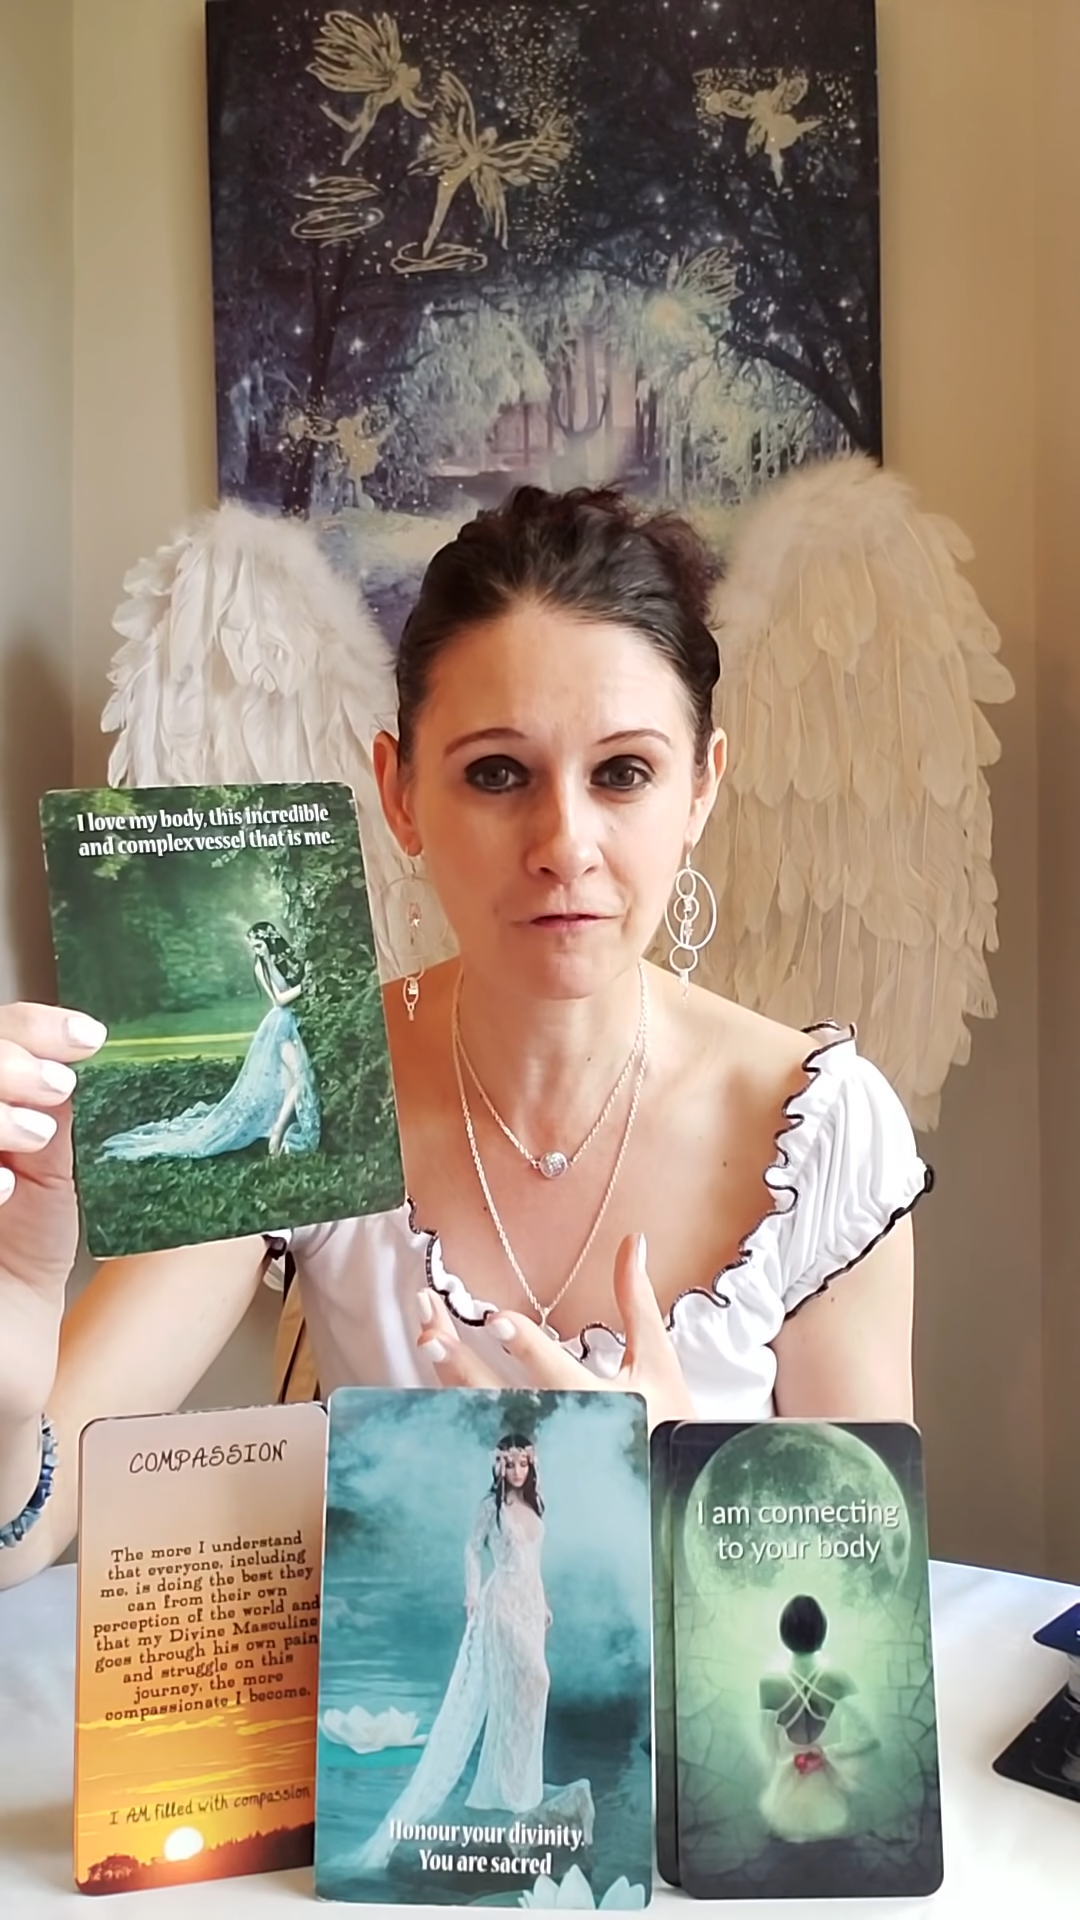 I love my body, this incredible
and complex vessel that is me.
COMPASSION
The more I understand
that everyone, including
me, is doing the best they
can from their own
perception of the world and
that my Divine Masculine
goes through his own pain
and struggle on this
journey, the more
compassionate I become.
I AM filled with compassion
Honour your divinity.
You are sacred
I am connecting
to your body